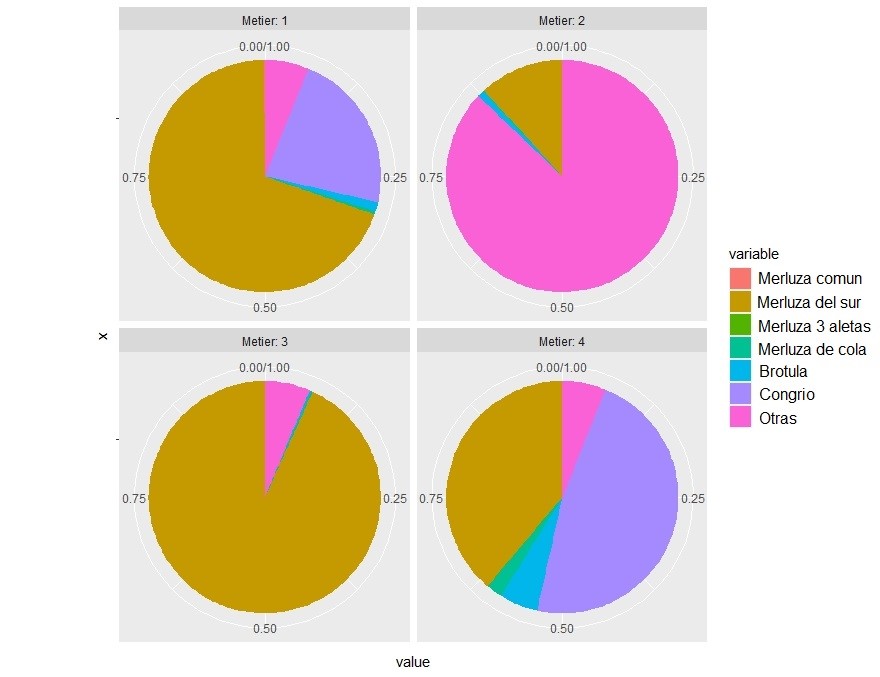 Metier: 1
Metier: 2
0.00/1.00
0.00/1.00
0.75
0.25
0.75
0.25
0.50
0.50
Metier: 3
Metier: 4
0.00/1.00
0.00/1.00
0.75
0.25
0.75
0.25
0.50
0.50
x
value
variable
Merluza comun
Merluza del sur
Merluza 3 aletas
Merluza de cola
Brotula
Congrio
Otras